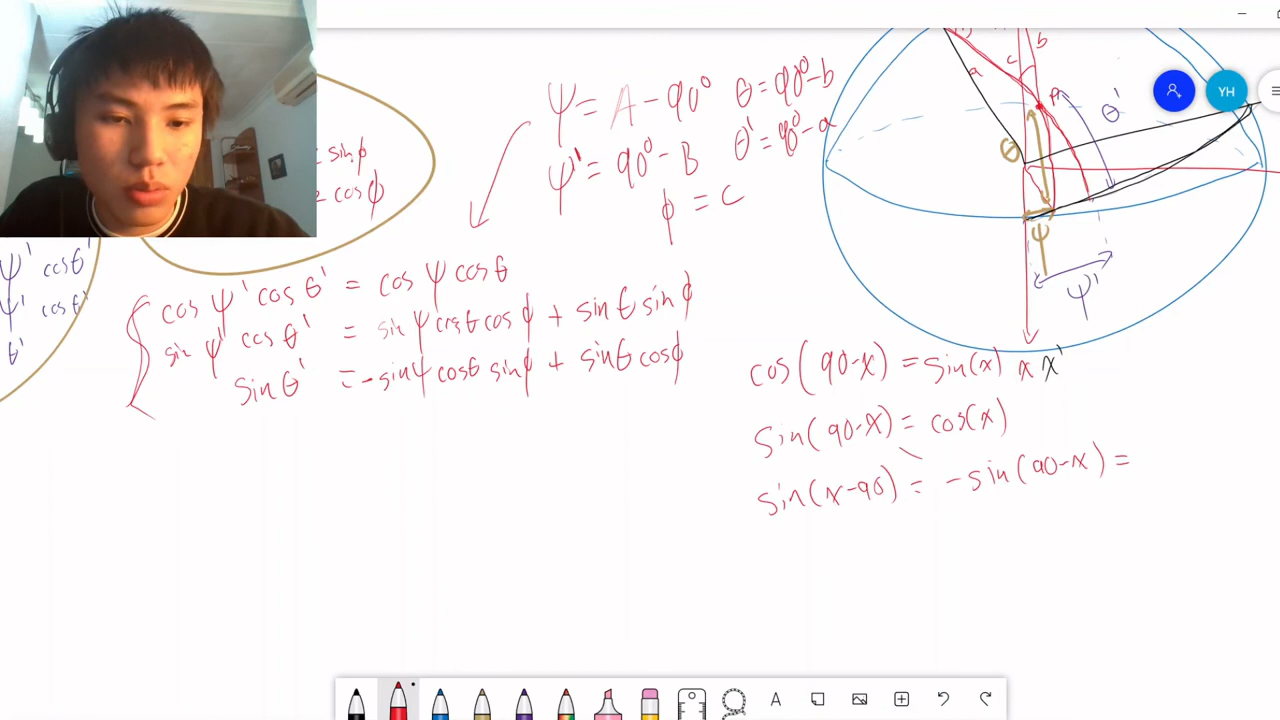 ψ = A - 90° θ = 90° - b
ψ' = 90° - B θ' = 90° - a
φ = c
sin φ
cos φ
ψ' cos θ'
ψ' cos θ'
θ'
cos ψ' cos θ' = cos ψ cos θ
sin ψ' cos θ' = sin ψ cos θ cos φ + sin θ sin φ
sin θ' = -sin ψ cos θ sin φ + sin θ cos φ
b
c
a
A
θ'
θ
ψ
ψ'
YH
cos(90-x) = sin(x) x x'
sin(90-x) = cos(x)
sin(x-90) = -sin(90-x) =
A